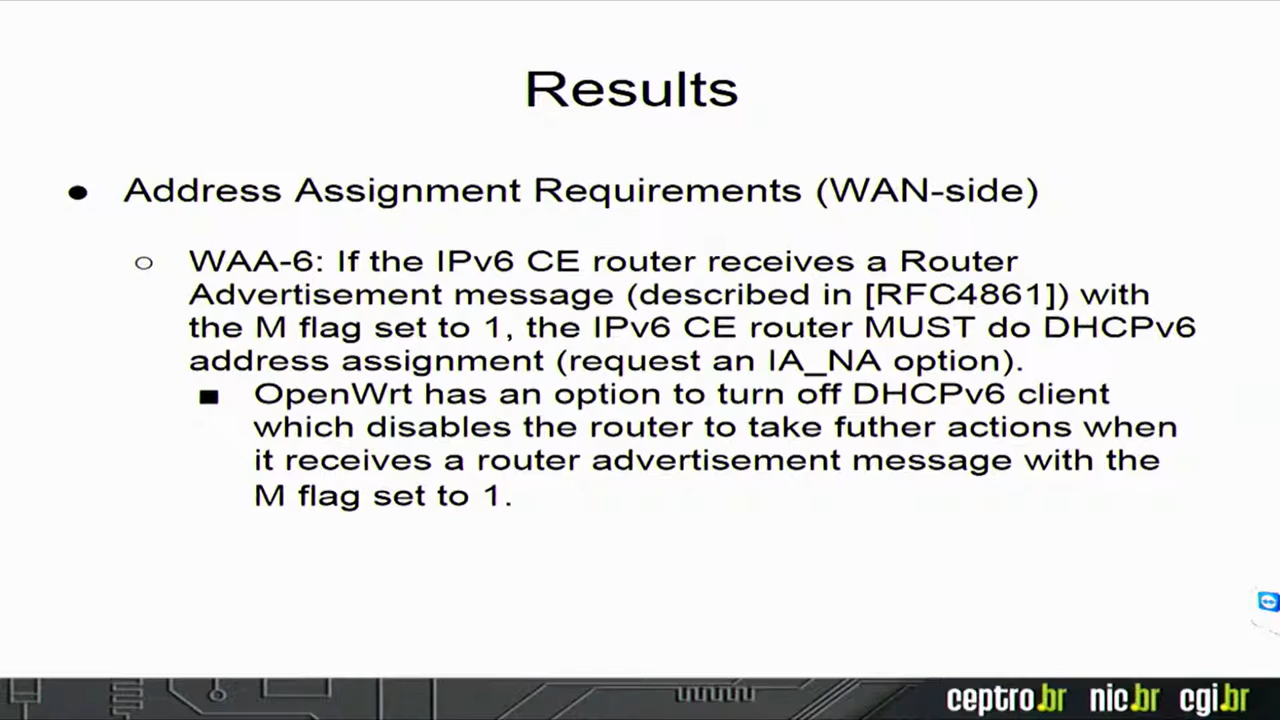 Results
● Address Assignment Requirements (WAN-side)
○ WAA-6: If the IPv6 CE router receives a Router
Advertisement message (described in [RFC4861]) with
the M flag set to 1, the IPv6 CE router MUST do DHCPv6
address assignment (request an IA_NA option).
■ OpenWrt has an option to turn off DHCPv6 client
which disables the router to take futher actions when
it receives a router advertisement message with the
M flag set to 1.
ceptro.br nic.br cgi.br